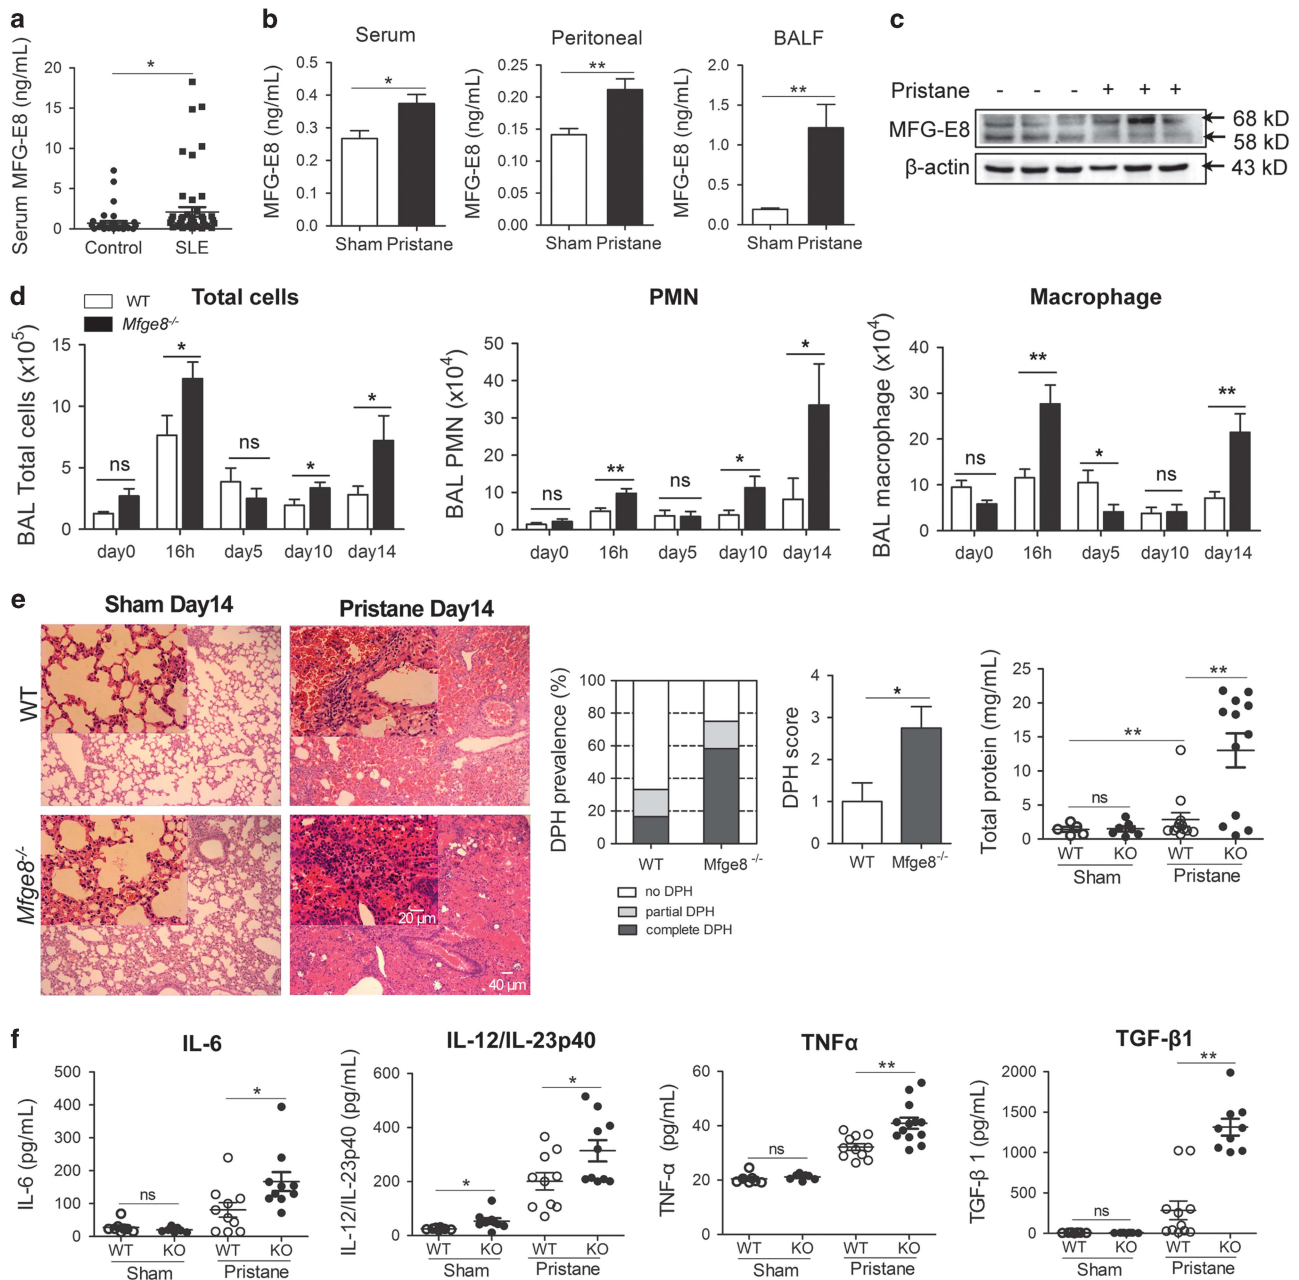 a
Serum MFG-E8 (ng/mL)
20
15
10
5
0
*
Control SLE
b
Serum
MFG-E8 (ng/mL)
0.5
0.4
0.3
0.2
0.1
0.0
*
Sham Pristane
Peritoneal
MFG-E8 (ng/mL)
0.25
0.20
0.15
0.10
0.05
0.00
**
Sham Pristane
BALF
MFG-E8 (ng/mL)
2.0
1.5
1.0
0.5
0.0
**
Sham Pristane
c
Pristane - - - + + +
MFG-E8
68 kD
58 kD
β-actin
43 kD
d
WT
Mfge8-/-
Total cells
BAL Total cells (x10⁵)
15
10
5
0
ns * ns * *
day0 16h day5 day10 day14
PMN
BAL PMN (x10⁴)
50
40
30
20
10
0
ns ** ns * *
day0 16h day5 day10 day14
Macrophage
BAL macrophage (x10⁴)
40
30
20
10
0
ns ** * ns **
day0 16h day5 day10 day14
e
Sham Day14
Pristane Day14
WT
Mfge8-/-
20 µm
40 µm
DPH prevalence (%)
100
80
60
40
20
0
WT Mfge8 -/-
no DPH
partial DPH
complete DPH
DPH score
4
3
2
1
0
*
WT Mfge8-/-
Total protein (mg/mL)
25
20
15
10
5
0
ns ** **
WT KO WT KO
Sham Pristane
f
IL-6
IL-6 (pg/mL)
500
400
300
200
100
0
ns *
WT KO WT KO
Sham Pristane
IL-12/IL-23p40
IL-12/IL-23p40 (pg/mL)
600
400
200
0
* *
WT KO WT KO
Sham Pristane
TNFα
TNF-α (pg/mL)
60
40
20
0
ns **
WT KO WT KO
Sham Pristane
TGF-β1
TGF-β 1 (pg/mL)
2000
1500
1000
500
0
ns **
WT KO WT KO
Sham Pristane